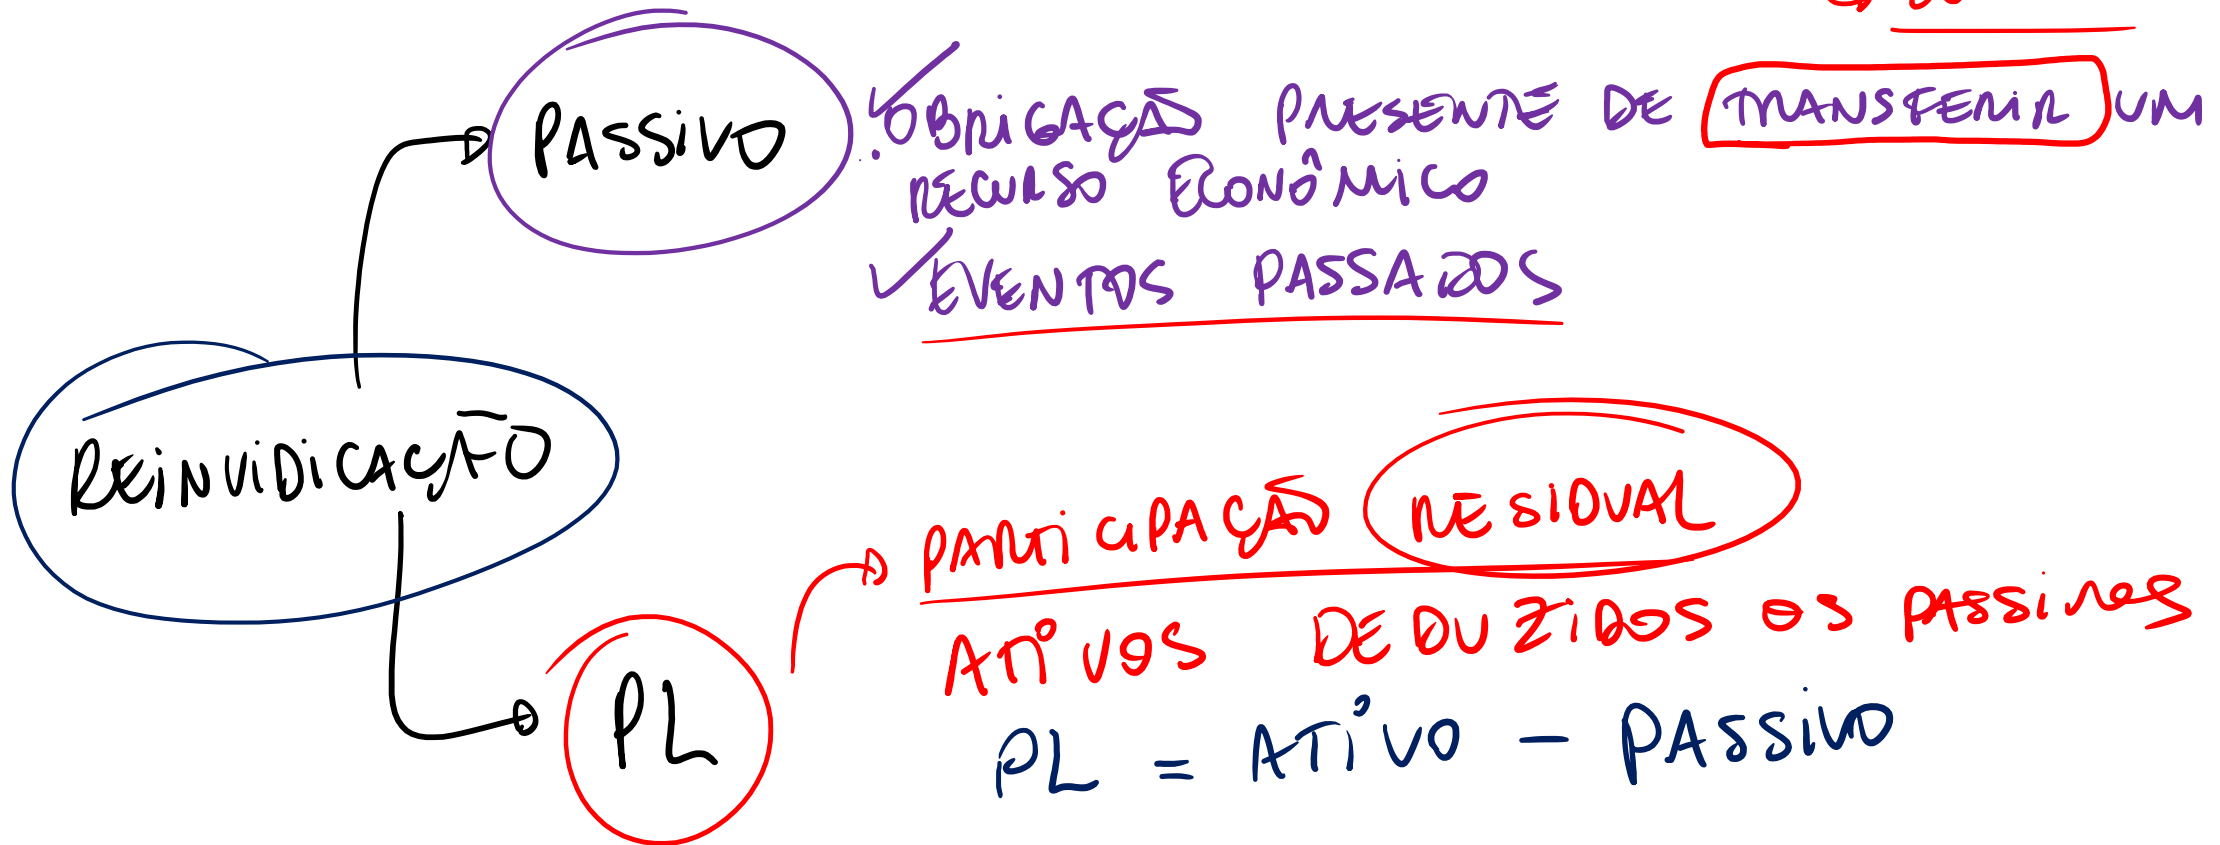 PASSIVO
OBRIGAÇÃO PRESENTE DE TRANSFERIR UM
RECURSO ECONÔMICO
EVENTOS PASSADOS
REINVIDICAÇÃO
PARTICIPAÇÃO RESIDUAL
ATIVOS DEDUZIDOS OS PASSIVOS
PL
PL = ATIVO - PASSIVO